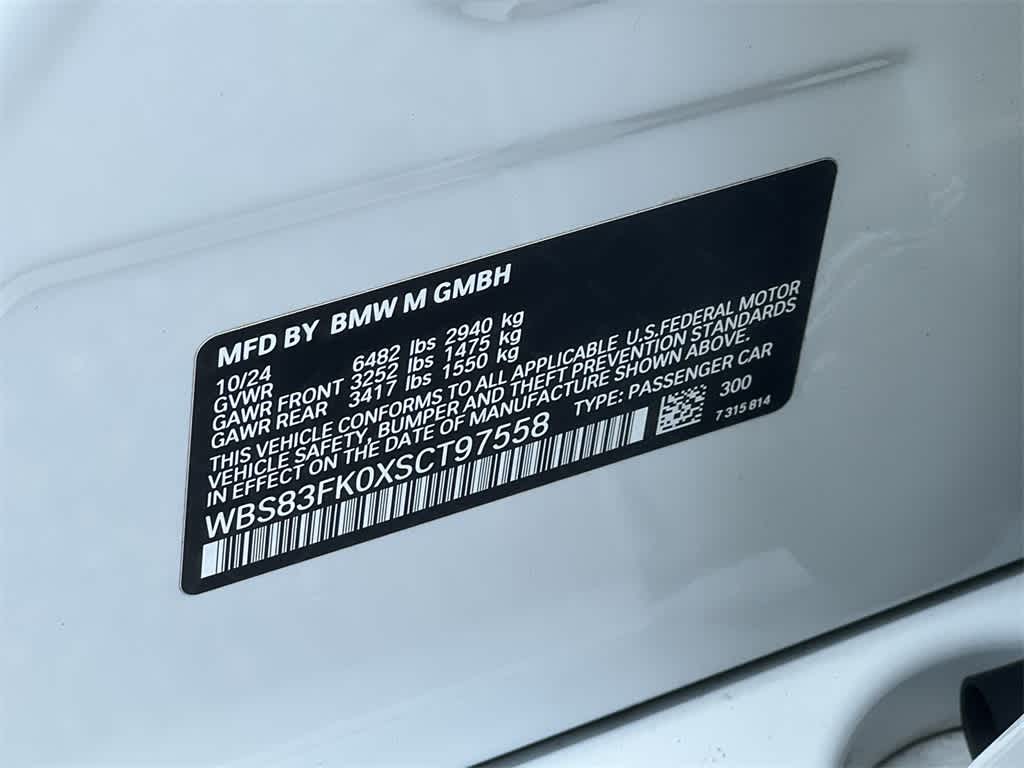 MFD BY BMW M GMBH
10/24
GVWR 6482 lbs 2940 kg
GAWR FRONT 3252 lbs 1475 kg
GAWR REAR 3417 lbs 1550 kg
THIS VEHICLE CONFORMS TO ALL APPLICABLE U.S.FEDERAL MOTOR
VEHICLE SAFETY, BUMPER AND THEFT PREVENTION STANDARDS
IN EFFECT ON THE DATE OF MANUFACTURE SHOWN ABOVE.
WBS83FK0XSCT97558 TYPE: PASSENGER CAR
300
7 315 814